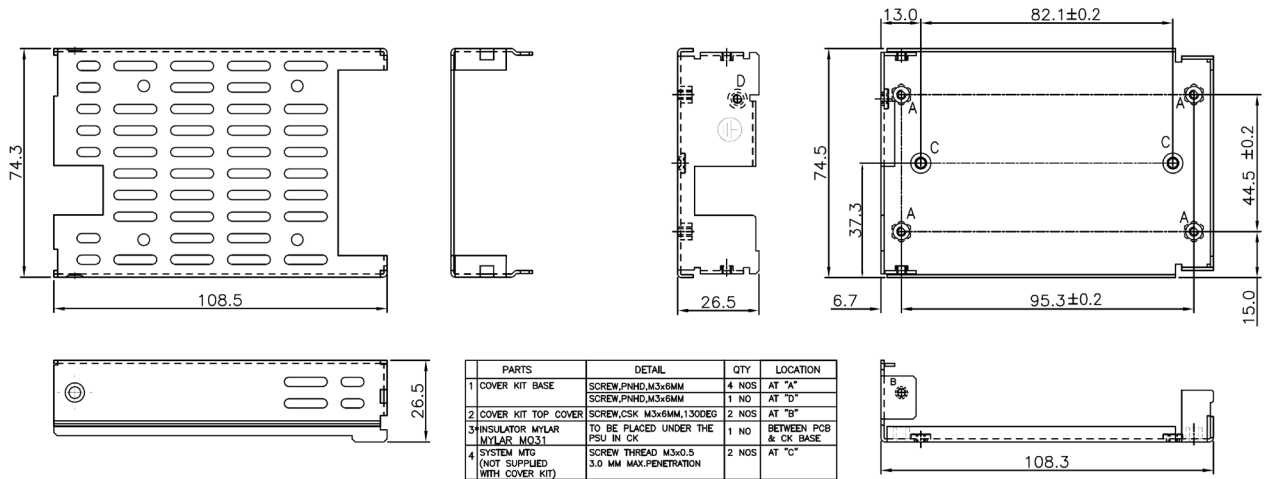 13.0
82.1±0.2
74.3
D
74.5
37.3
A
A
C
C
A
A
44.5 ±0.2
15.0
108.5
26.5
6.7
95.3±0.2
26.5
PARTS DETAIL QTY LOCATION
1 COVER KIT BASE SCREW,PNHD,M3x6MM 4 NOS AT "A"
SCREW,PNHD,M3x6MM 1 NO AT "D"
2 COVER KIT TOP COVER SCREW,CSK M3x6MM,130DEG 2 NOS AT "B"
3* INSULATOR MYLAR TO BE PLACED UNDER THE 1 NO BETWEEN PCB
MYLAR M031 PSU IN CK & CK BASE
4 SYSTEM MTG SCREW THREAD M3x0.5 2 NOS AT "C"
(NOT SUPPLIED 3.0 MM MAX.PENETRATION
WITH COVER KIT)
B
108.3